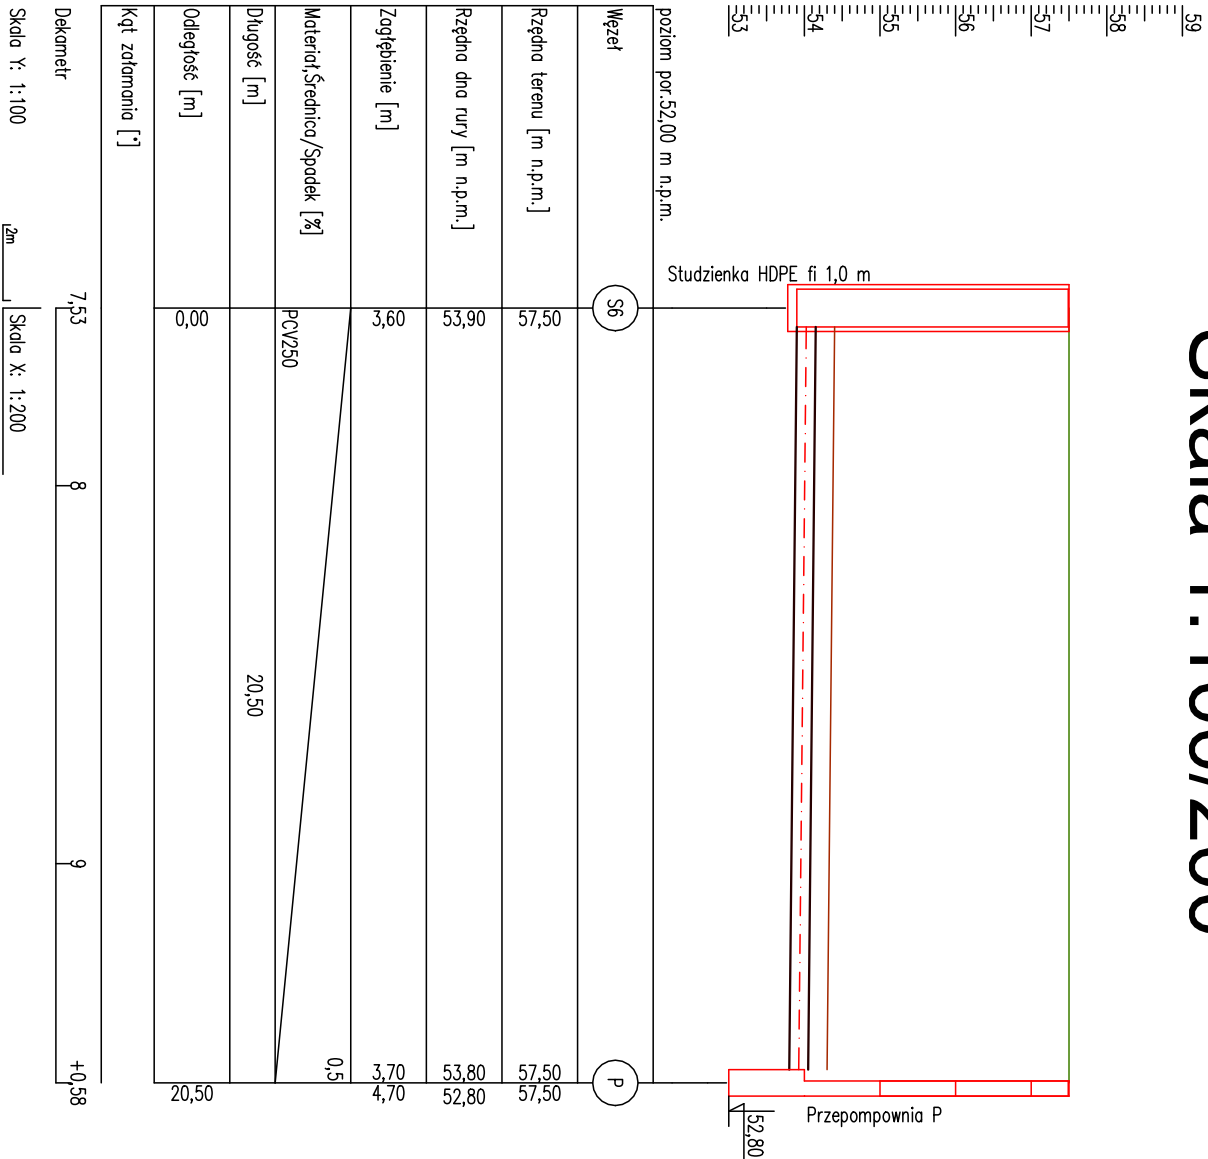 Skala 1:100/200
59
58
57
56
55
54
53
Studzienka HDPE fi 1,0 m
Przepompownia P
52,80
poziom por.52,00 m n.p.m.
Węzeł
S6
P
Rzędna terenu [m n.p.m.]
57,50
57,50
57,50
Rzędna dna rury [m n.p.m.]
53,90
53,80
52,80
Zagłębienie [m]
3,60
3,70
4,70
Materiał,Średnica/Spadek [%]
PCV250
0,5
Długość [m]
20,50
Odległość [m]
0,00
20,50
Kąt załamania [°]
Dekametr
7,53
8
9
+0,58
Skala Y: 1:100
2m
Skala X: 1:200